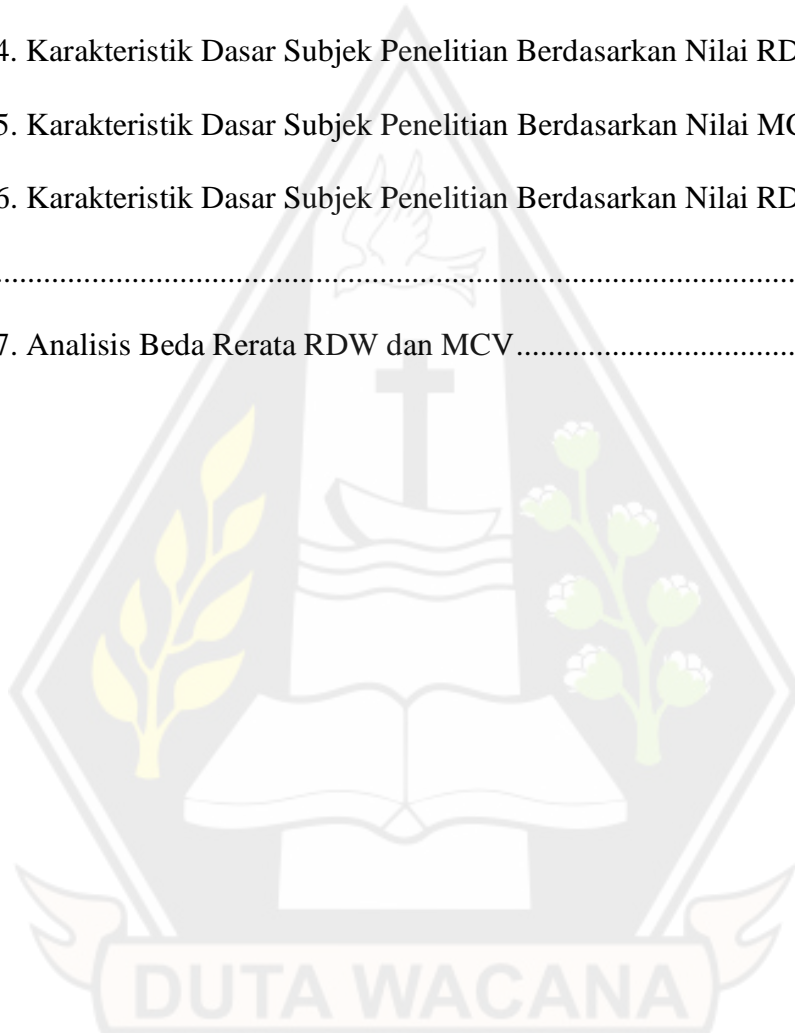 4. Karakteristik Dasar Subjek Penelitian Berdasarkan Nilai RD
5. Karakteristik Dasar Subjek Penelitian Berdasarkan Nilai MC
6. Karakteristik Dasar Subjek Penelitian Berdasarkan Nilai RD
...................................................................................................
7. Analisis Beda Rerata RDW dan MCV..................................
DUTA WACANA